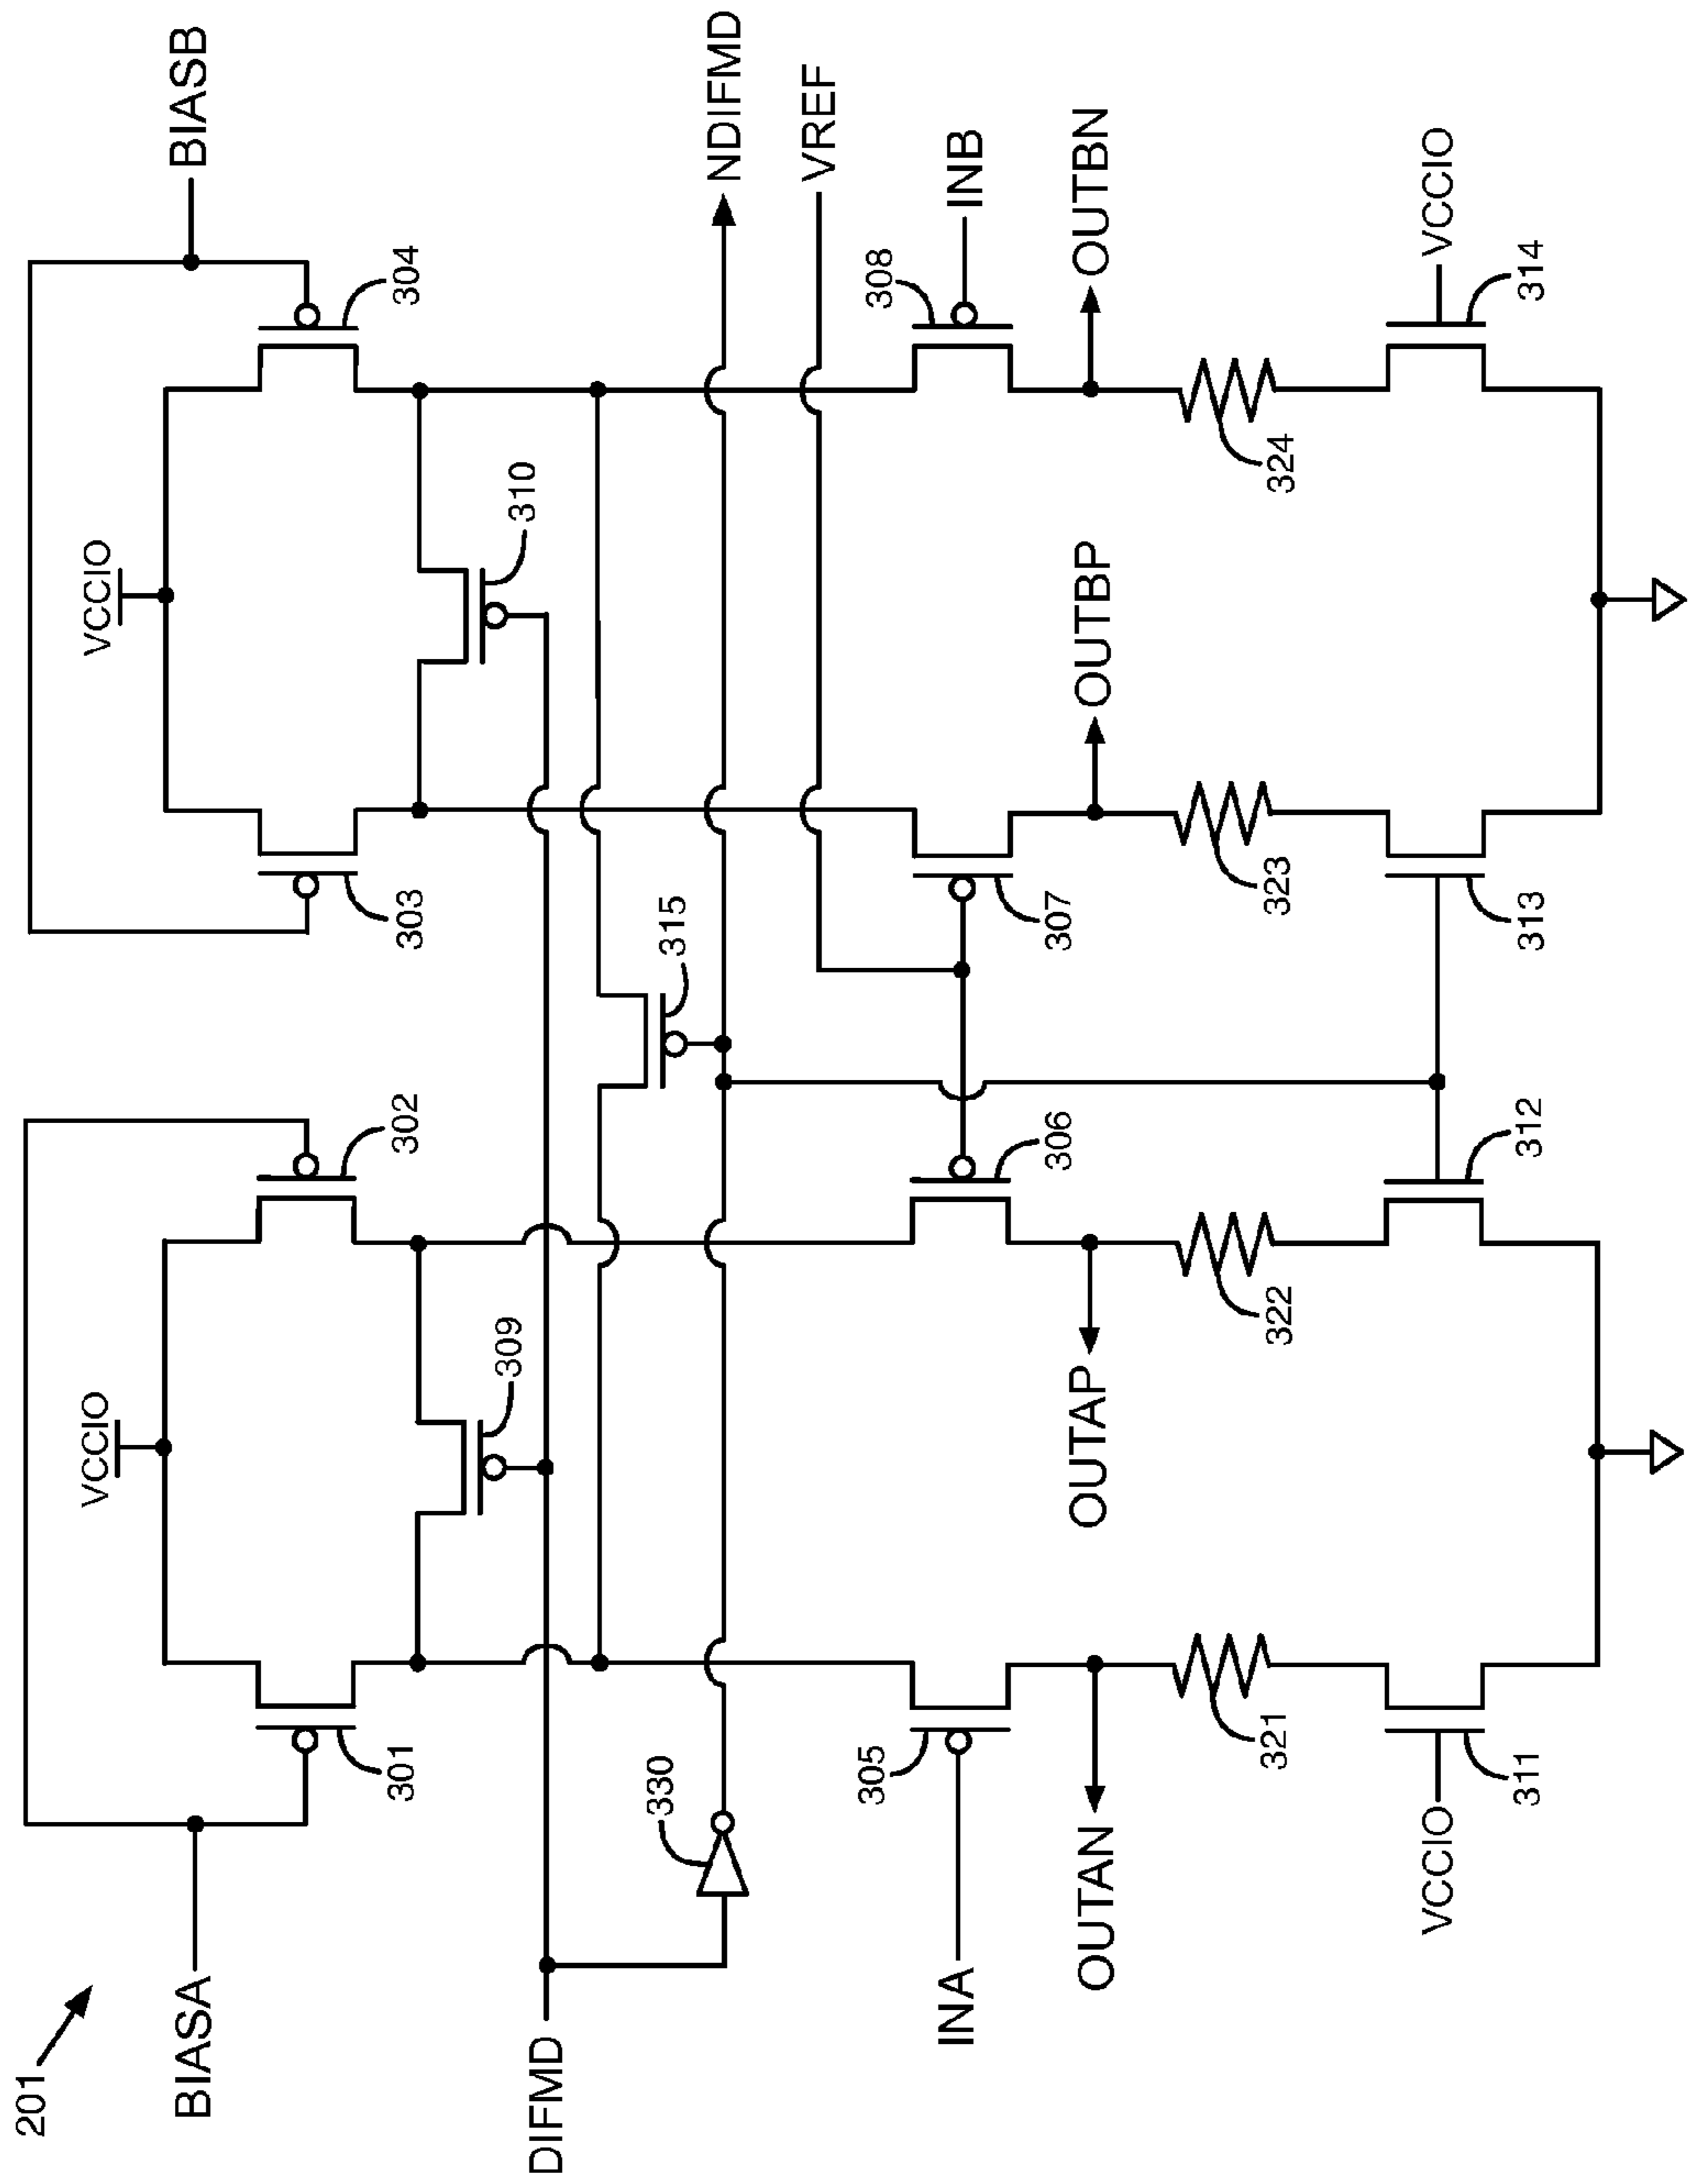 201
BIASA
BIASB
VCCIO
VCCIO
301
302
303
304
309
310
DIFMD
315
330
NDIFMD
VREF
INA
305
306
307
308
INB
OUTAN
OUTAP
OUTBP
OUTBN
321
322
323
324
VCCIO
311
312
313
314
VCCIO